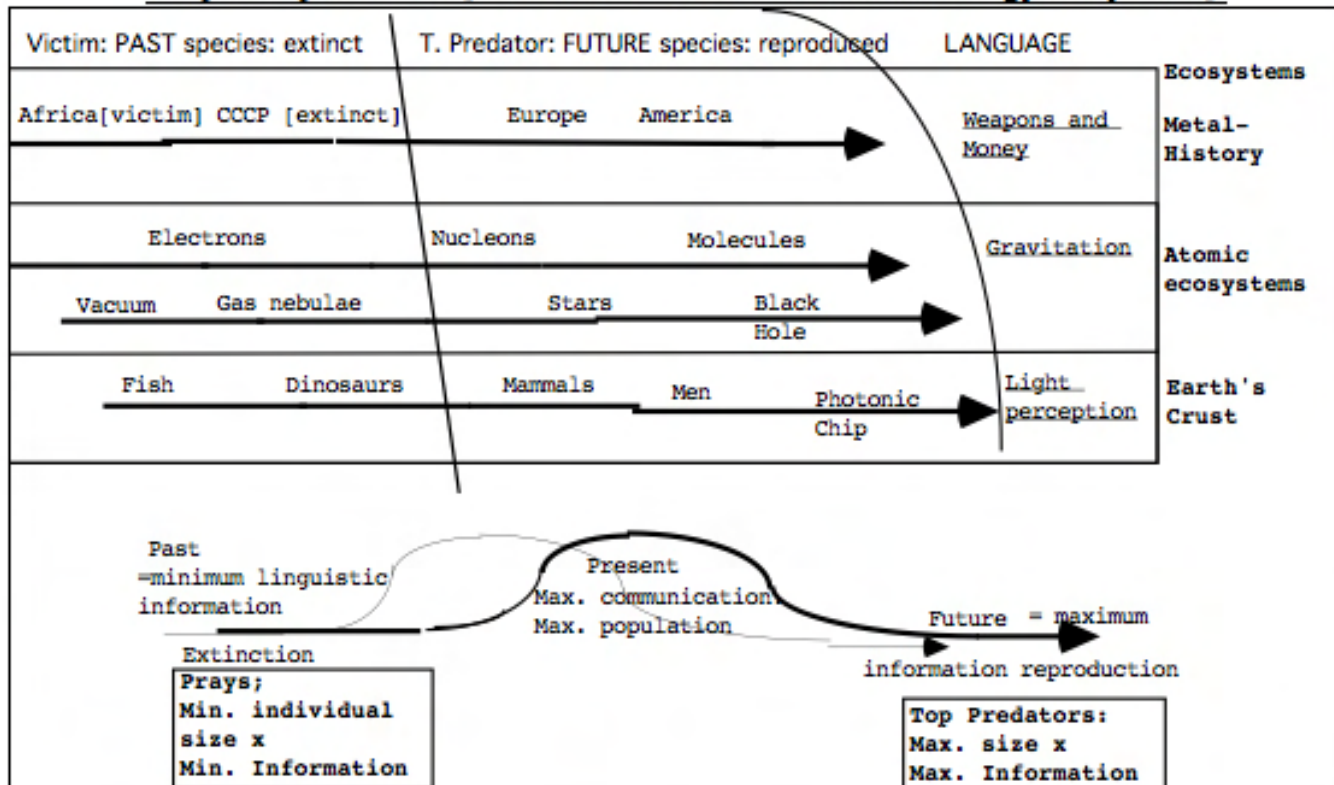 Victim: PAST species: extinct T. Predator: FUTURE species: reproduced LANGUAGE
Ecosystems
Africa[victim] CCCP [extinct] Europe America
Weapons and
Money
Metal-
History
Electrons Nucleons Molecules
Gravitation
Atomic
ecosystems
Vacuum Gas nebulae Stars Black
Hole
Fish Dinosaurs Mammals Men Photonic
Chip
Light
perception
Earth's
Crust
Past
=minimum linguistic
information
Extinction
Present
Max. communication
Max. population
Future = maximum
information reproduction
Prays;
Min. individual
size x
Min. Information
Top Predators:
Max. size x
Max. Information